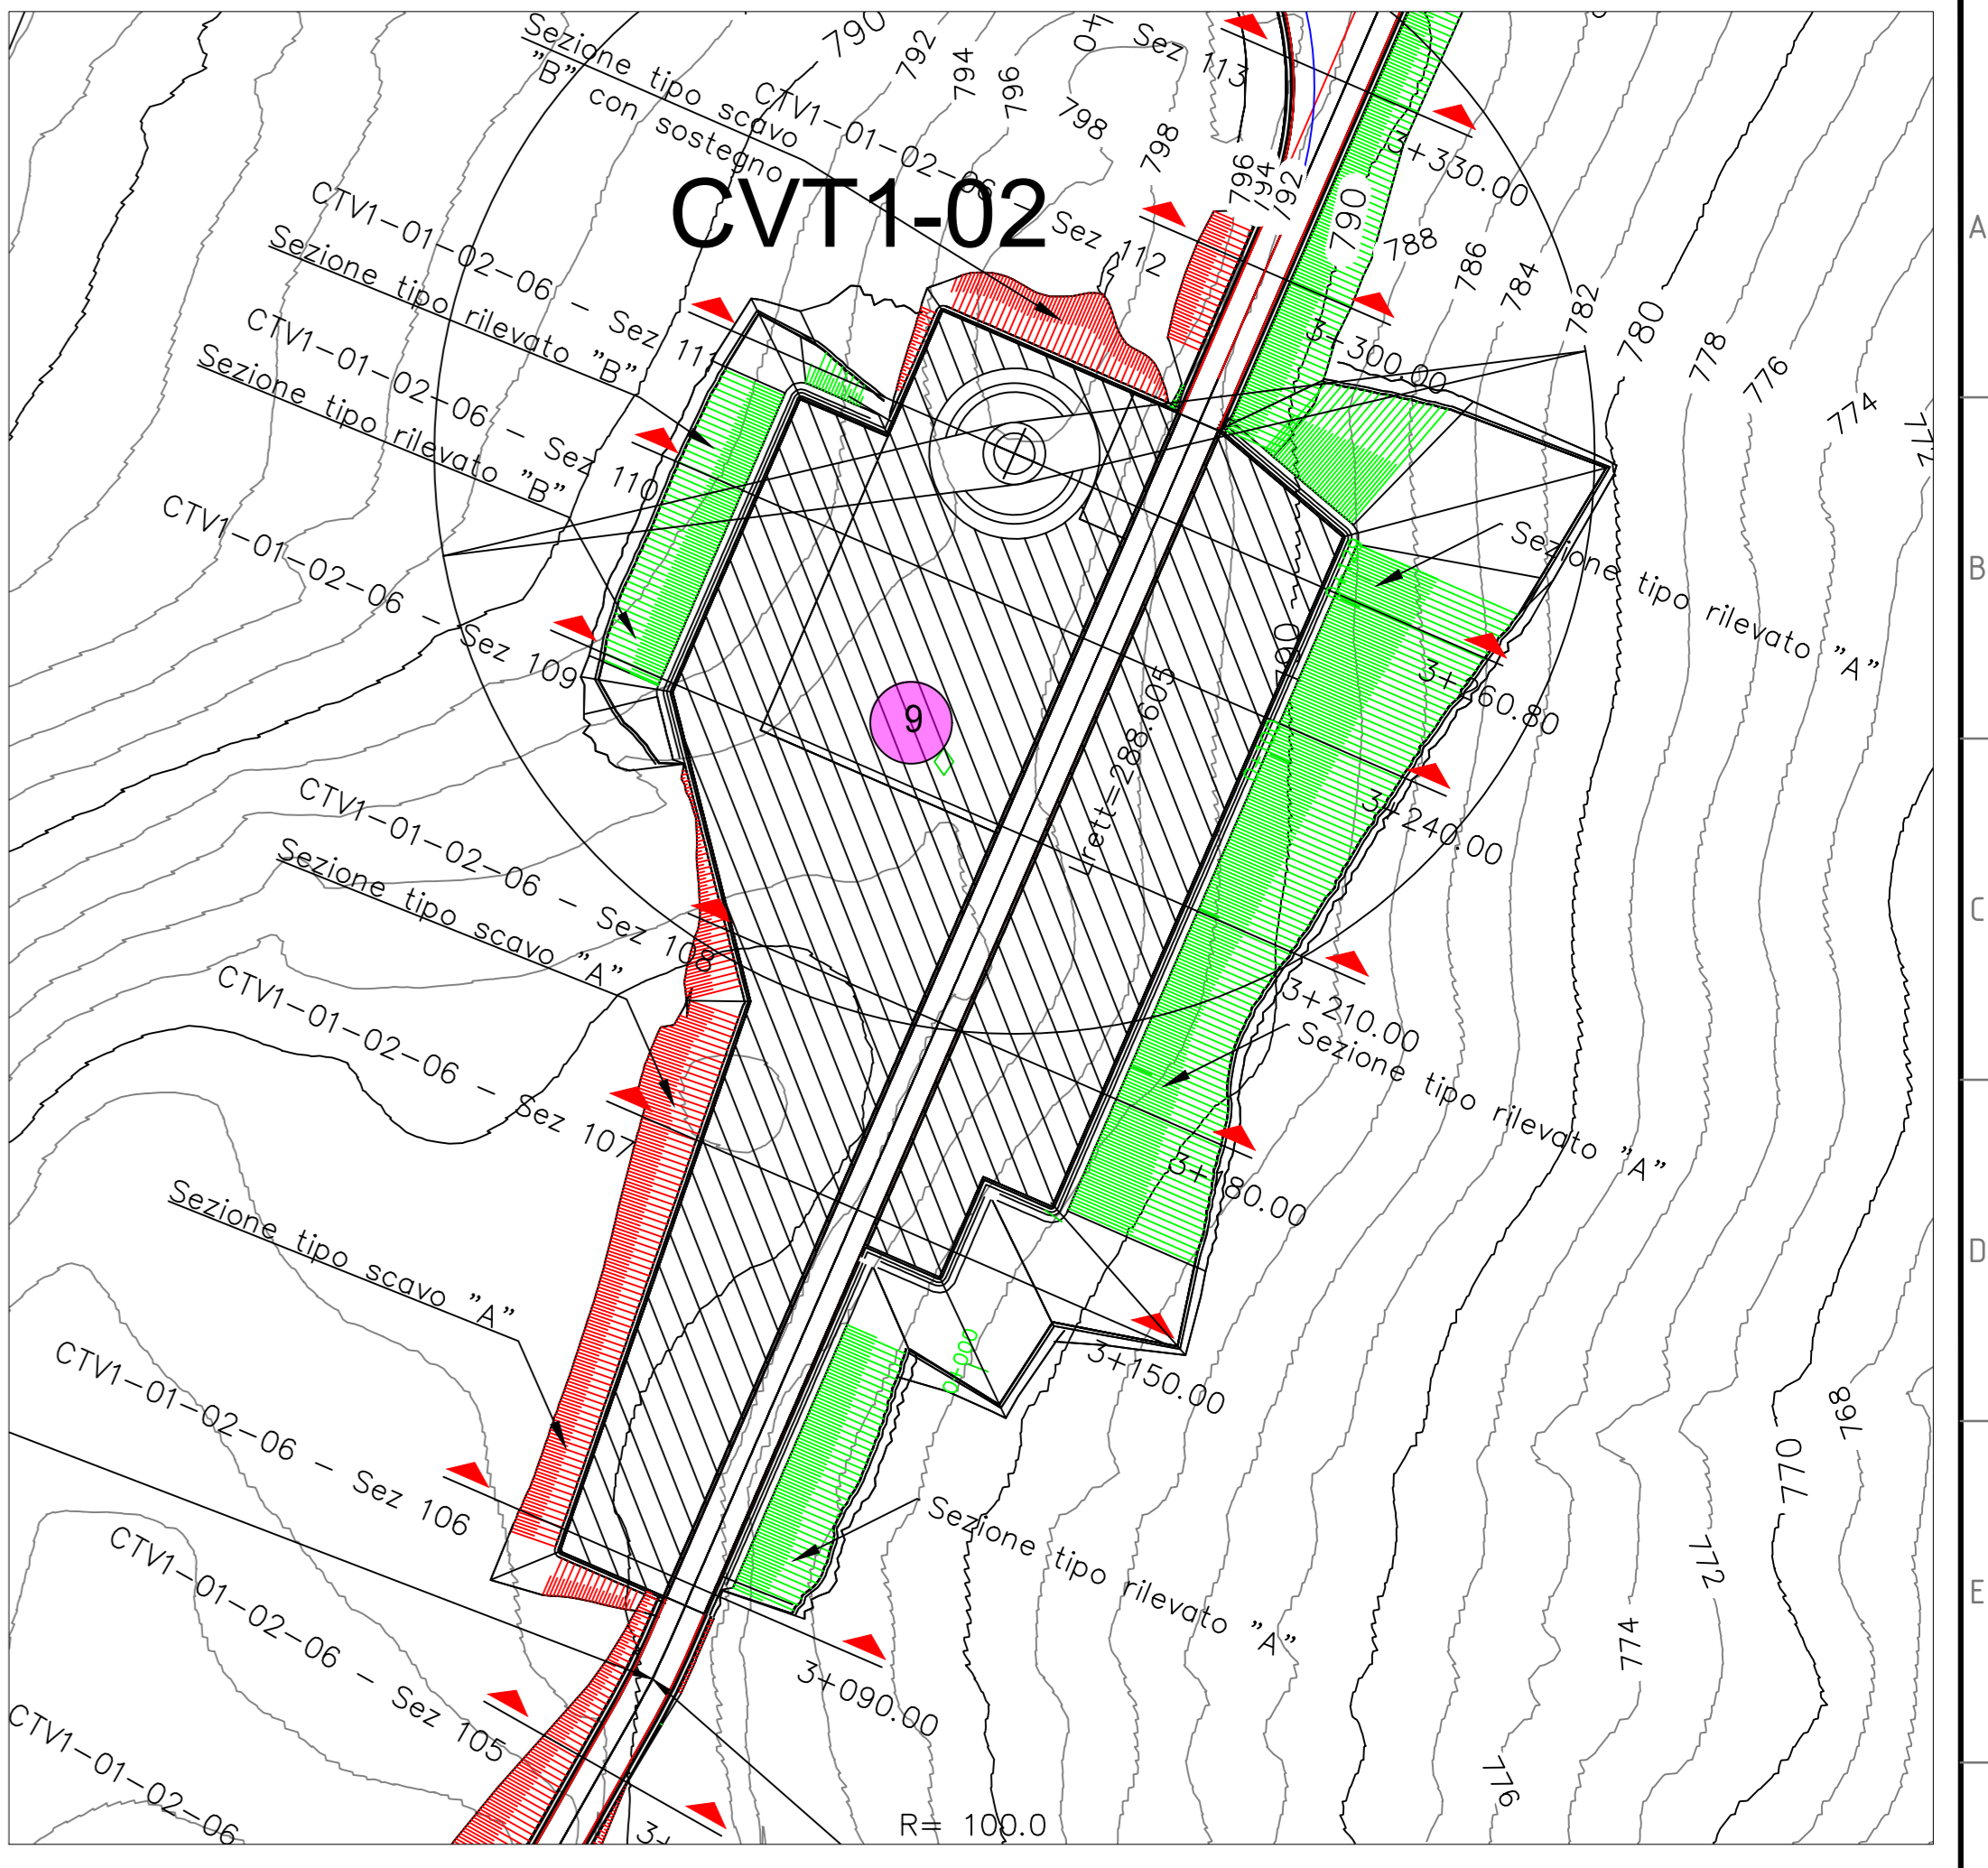 Sezione tipo scavo
"B" con sostegno
790
792
794
796
798
798
0+
Sez 113
CTV1-01-02-06 - Sez 112
CVT1-02
796
794
792
790
788
786
784
782
780
778
776
774
3+330.00
3+300.00
CTV1-01-02-06 - Sez 111
Sezione tipo rilevato "B"
CTV1-01-02-06 - Sez 110
Sezione tipo rilevato "B"
CTV1-01-02-06 - Sez 109
Sezione tipo rilevato "A"
3+260.80
790
9
Lrett=288.605
3+240.00
CTV1-01-02-06 - Sez 108
Sezione tipo scavo "A"
3+210.00
CTV1-01-02-06 - Sez 107
Sezione tipo rilevato "A"
3+180.00
Sezione tipo scavo "A"
0+000
3+150.00
CTV1-01-02-06 - Sez 106
768
770
772
774
776
Sezione tipo rilevato "A"
3+090.00
CTV1-01-02-06 - Sez 105
CTV1-01-02-06
3+
R= 100.0
A
B
C
D
E